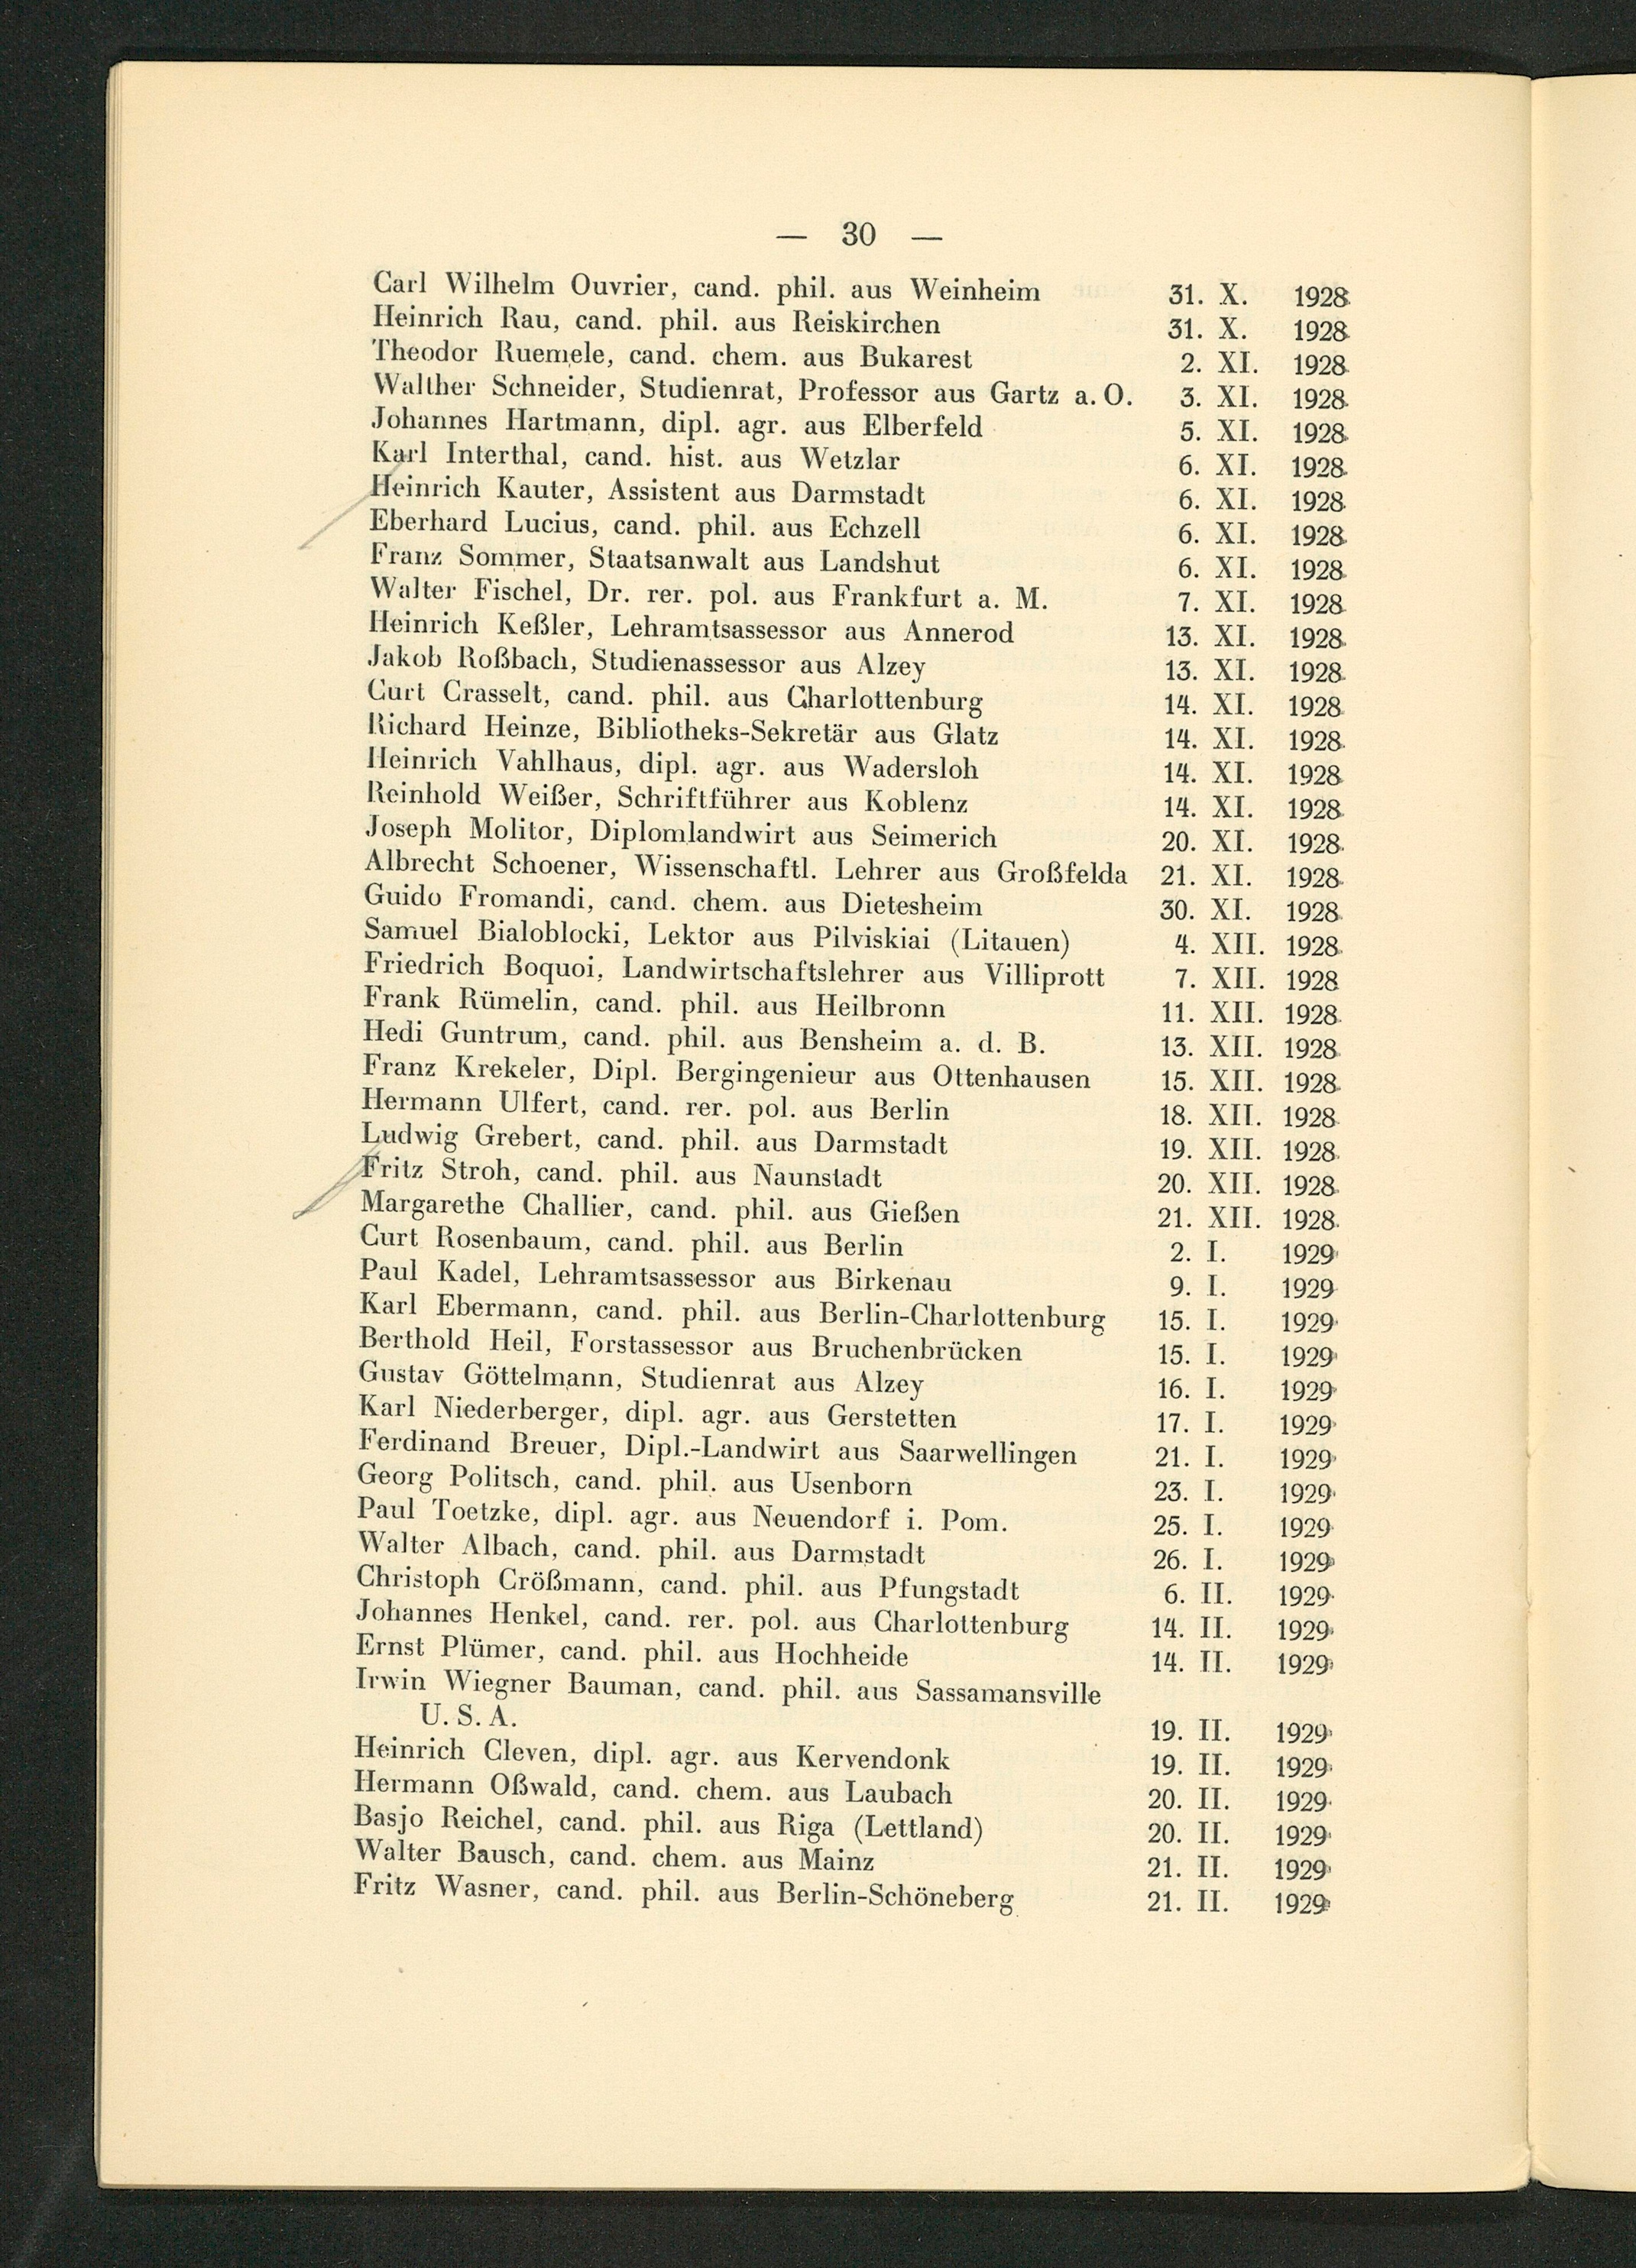 — 30 —
Carl Wilhelm Ouvrier, cand. phil. aus Weinheim 31. X. 1928
Heinrich Rau, cand. phil. aus Reiskirchen 31. X. 1928
Theodor Ruemele, cand. chem. aus Bukarest 2. XI. 1928
Walther Schneider, Studienrat, Professor aus Gartz a. O. 3. XI. 1928
Johannes Hartmann, dipl. agr. aus Elberfeld 5. XI. 1928
Karl Interthal, cand. hist. aus Wetzlar 6. XI. 1928
Heinrich Kauter, Assistent aus Darmstadt 6. XI. 1928
Eberhard Lucius, cand. phil. aus Echzell 6. XI. 1928
Franz Sommer, Staatsanwalt aus Landshut 6. XI. 1928
Walter Fischel, Dr. rer. pol. aus Frankfurt a. M. 7. XI. 1928
Heinrich Keßler, Lehramtsassessor aus Annerod 13. XI. 1928
Jakob Roßbach, Studienassessor aus Alzey 13. XI. 1928
Curt Crasselt, cand. phil. aus Charlottenburg 14. XI. 1928
Richard Heinze, Bibliotheks-Sekretär aus Glatz 14. XI. 1928
Heinrich Vahlhaus, dipl. agr. aus Wadersloh 14. XI. 1928
Reinhold Weißer, Schriftführer aus Koblenz 14. XI. 1928
Joseph Molitor, Diplomlandwirt aus Seimerich 20. XI. 1928
Albrecht Schoener, Wissenschaftl. Lehrer aus Großfelda 21. XI. 1928
Guido Fromandi, cand. chem. aus Dietesheim 30. XI. 1928
Samuel Bialoblocki, Lektor aus Pilviskiai (Litauen) 4. XII. 1928
Friedrich Boquoi, Landwirtschaftslehrer aus Villiprott 7. XII. 1928
Frank Rümelin, cand. phil. aus Heilbronn 11. XII. 1928
Hedi Guntrum, cand. phil. aus Bensheim a. d. B. 13. XII. 1928
Franz Krekeler, Dipl. Bergingenieur aus Ottenhausen 15. XII. 1928
Hermann Ulfert, cand. rer. pol. aus Berlin 18. XII. 1928
Ludwig Grebert, cand. phil. aus Darmstadt 19. XII. 1928
Fritz Stroh, cand. phil. aus Naunstadt 20. XII. 1928
Margarethe Challier, cand. phil. aus Gießen 21. XII. 1928
Curt Rosenbaum, cand. phil. aus Berlin 2. I. 1929
Paul Kadel, Lehramtsassessor aus Birkenau 9. I. 1929
Karl Ebermann, cand. phil. aus Berlin-Charlottenburg 15. I. 1929
Berthold Heil, Forstassessor aus Bruchenbrücken 15. I. 1929
Gustav Göttelmann, Studienrat aus Alzey 16. I. 1929
Karl Niederberger, dipl. agr. aus Gerstetten 17. I. 1929
Ferdinand Breuer, Dipl.-Landwirt aus Saarwellingen 21. I. 1929
Georg Politsch, cand. phil. aus Usenborn 23. I. 1929
Paul Toetzke, dipl. agr. aus Neuendorf i. Pom. 25. I. 1929
Walter Albach, cand. phil. aus Darmstadt 26. I. 1929
Christoph Crößmann, cand. phil. aus Pfungstadt 6. II. 1929
Johannes Henkel, cand. rer. pol. aus Charlottenburg 14. II. 1929
Ernst Plümer, cand. phil. aus Hochheide 14. II. 1929
Irwin Wiegner Bauman, cand. phil. aus Sassamansville
U. S. A. 19. II. 1929
Heinrich Cleven, dipl. agr. aus Kervendonk 19. II. 1929
Hermann Oßwald, cand. chem. aus Laubach 20. II. 1929
Basjo Reichel, cand. phil. aus Riga (Lettland) 20. II. 1929
Walter Bausch, cand. chem. aus Mainz 21. II. 1929
Fritz Wasner, cand. phil. aus Berlin-Schöneberg 21. II. 1929